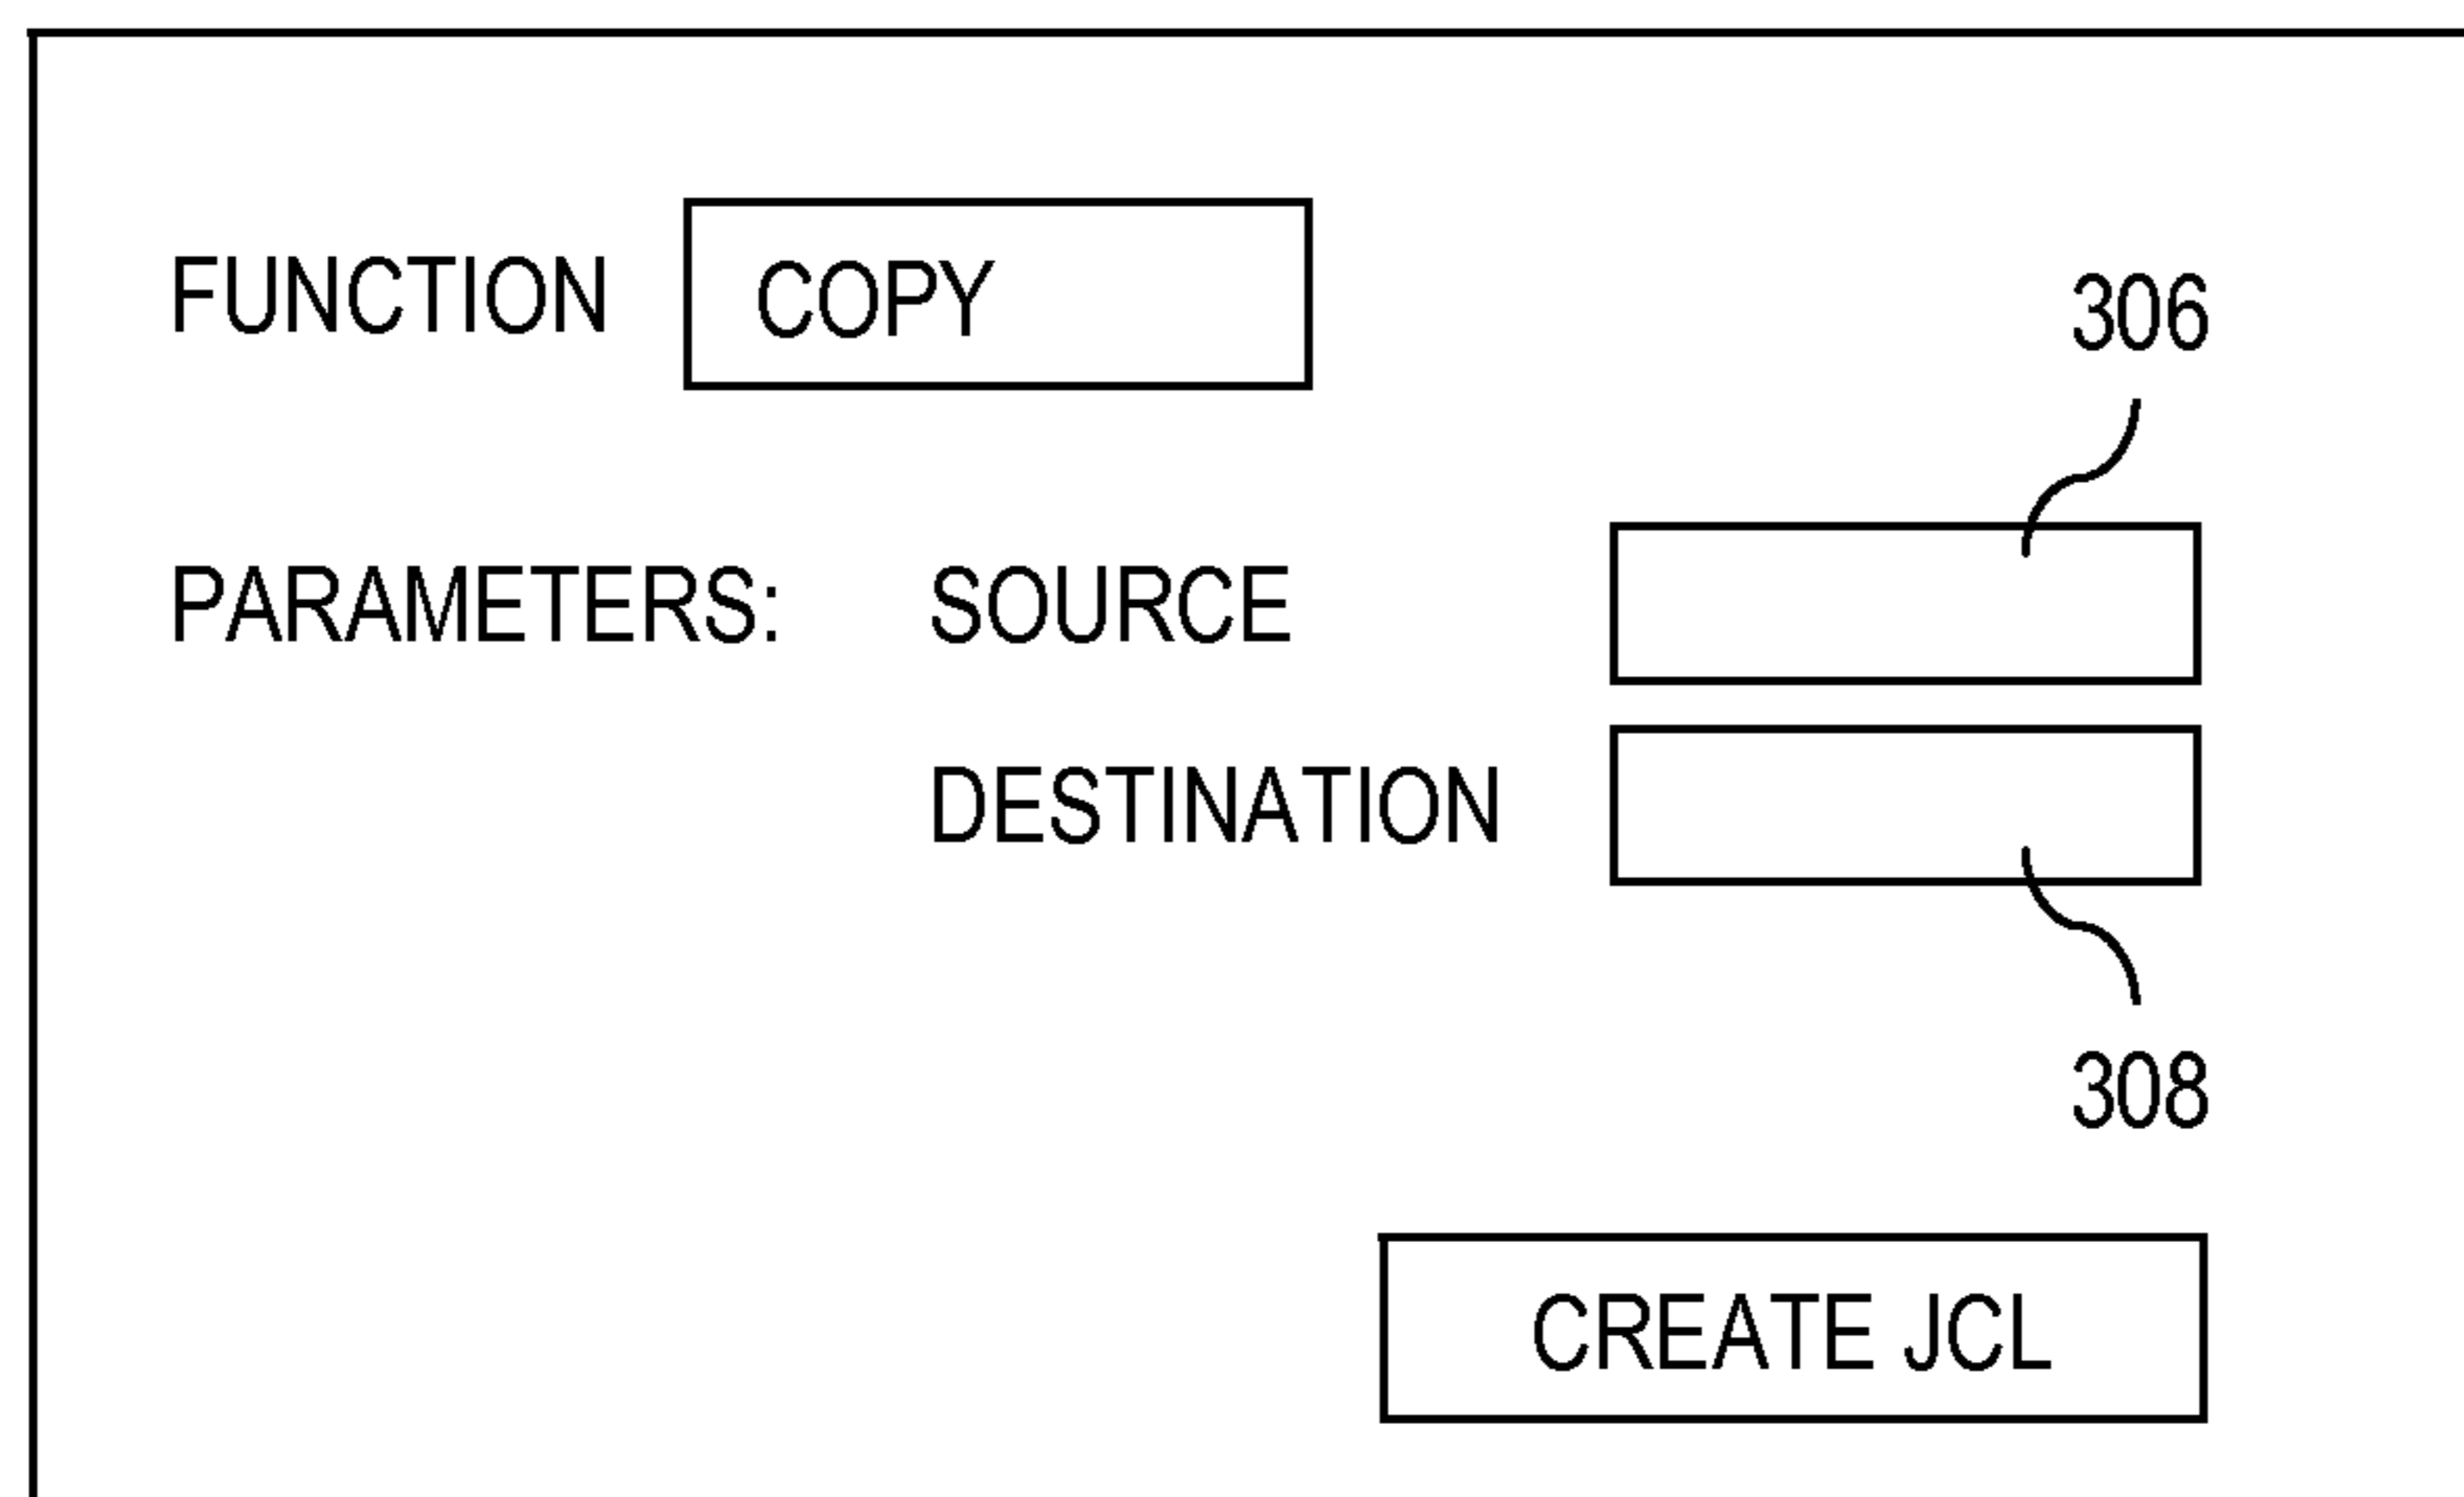 FUNCTION COPY
306
PARAMETERS: SOURCE
DESTINATION
308
CREATE JCL